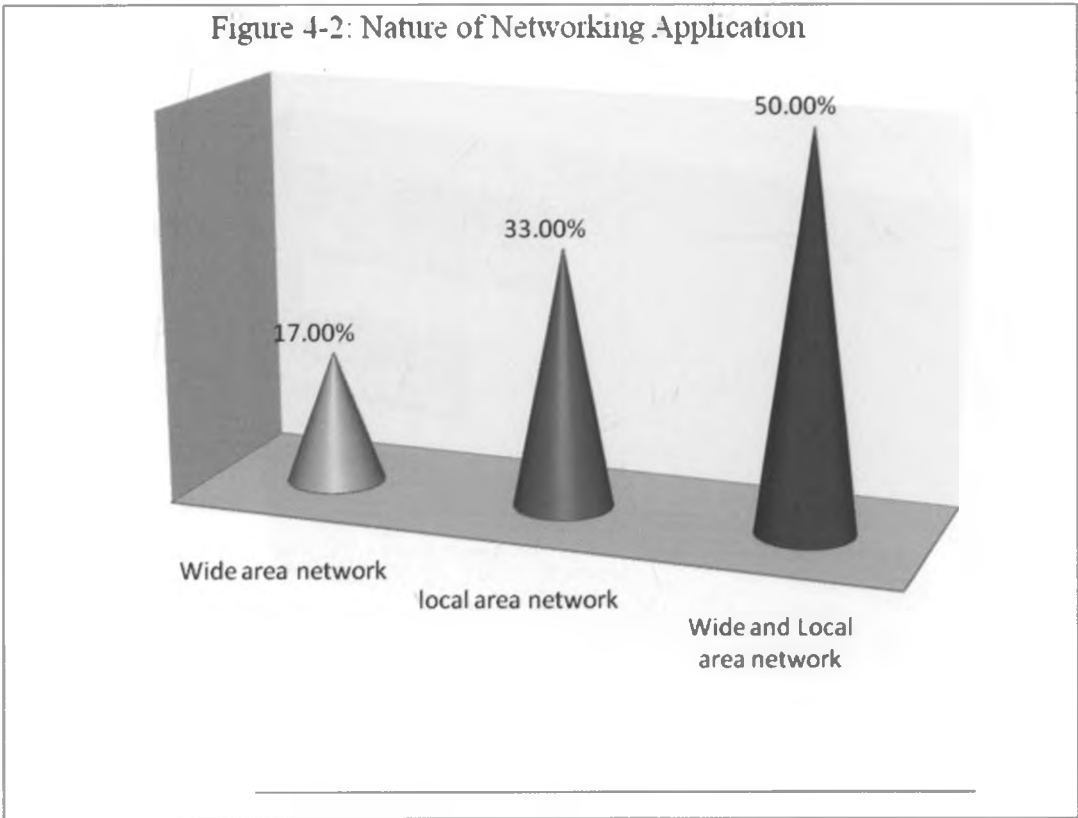 Figure 4-2: Nature of Networking Application
50.00%
33.00%
17.00%
Wide area network
local area network
Wide and Local
area network